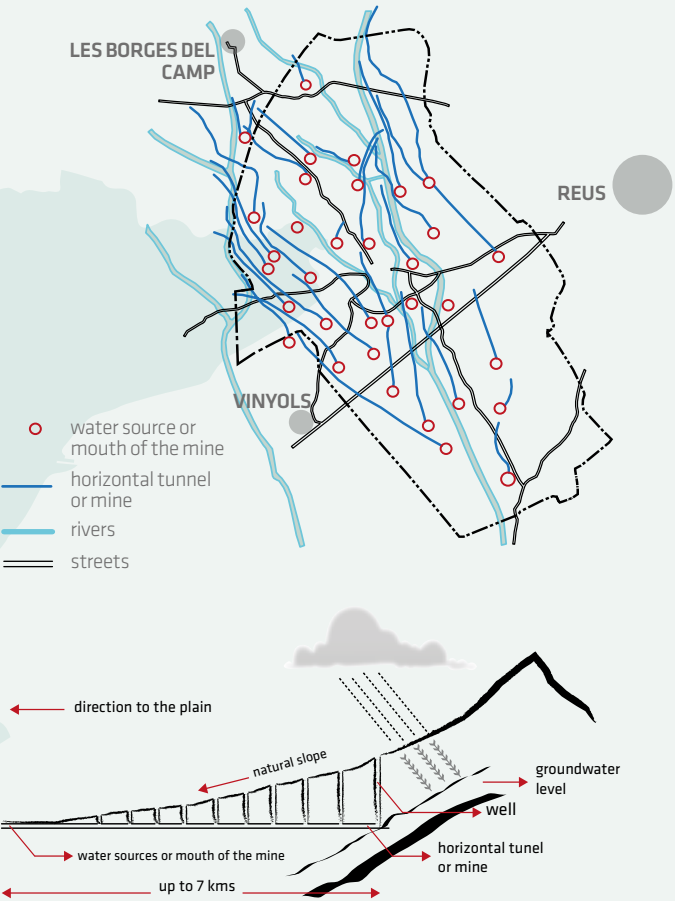 LES BORGES DEL
CAMP
REUS
VINYOLS
water source or
mouth of the mine
horizontal tunnel
or mine
rivers
streets
direction to the plain
natural slope
groundwater
level
well
water sources or mouth of the mine
horizontal tunel
or mine
up to 7 kms